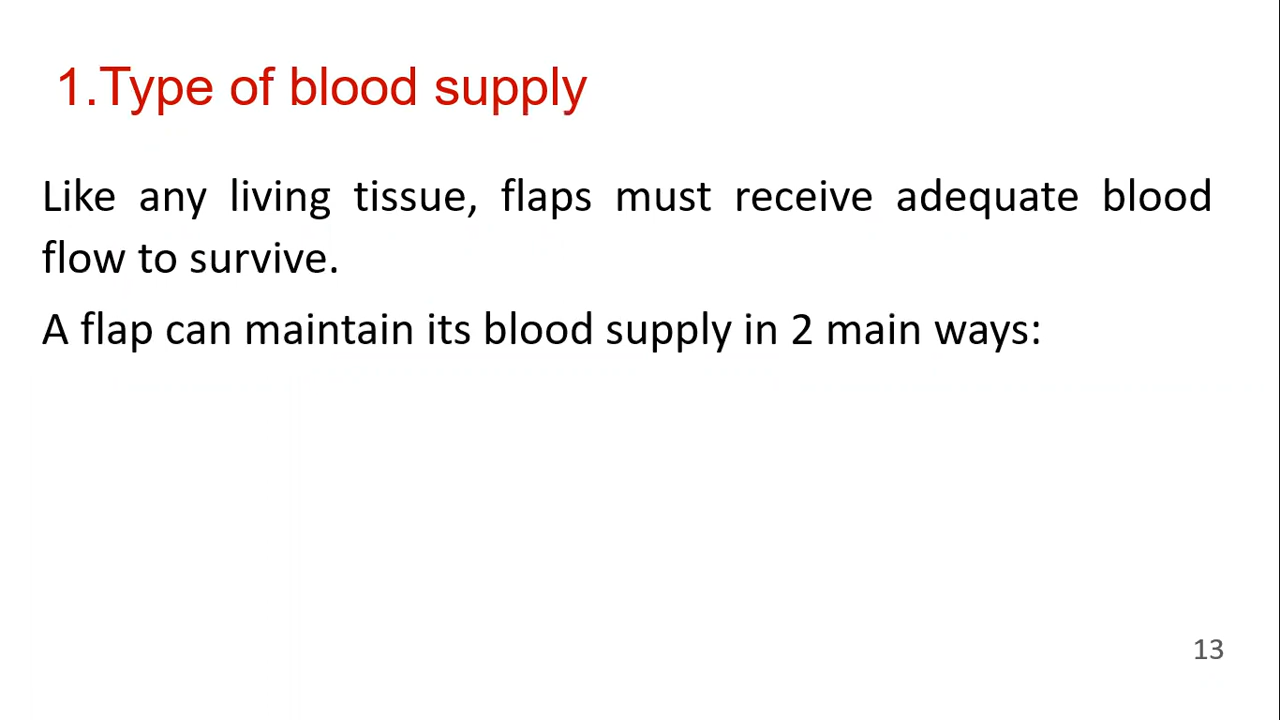 1.Type of blood supply
Like any living tissue, flaps must receive adequate blood
flow to survive.
A flap can maintain its blood supply in 2 main ways:
13